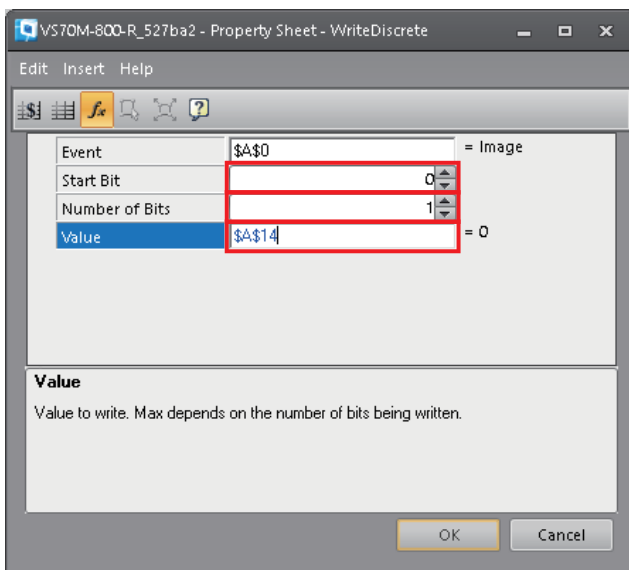 VS70M-800-R_527ba2 - Property Sheet - WriteDiscrete
Edit Insert Help
Event $A$0 = Image
Start Bit 0
Number of Bits 1
Value $A$14 = 0
Value
Value to write. Max depends on the number of bits being written.
OK Cancel